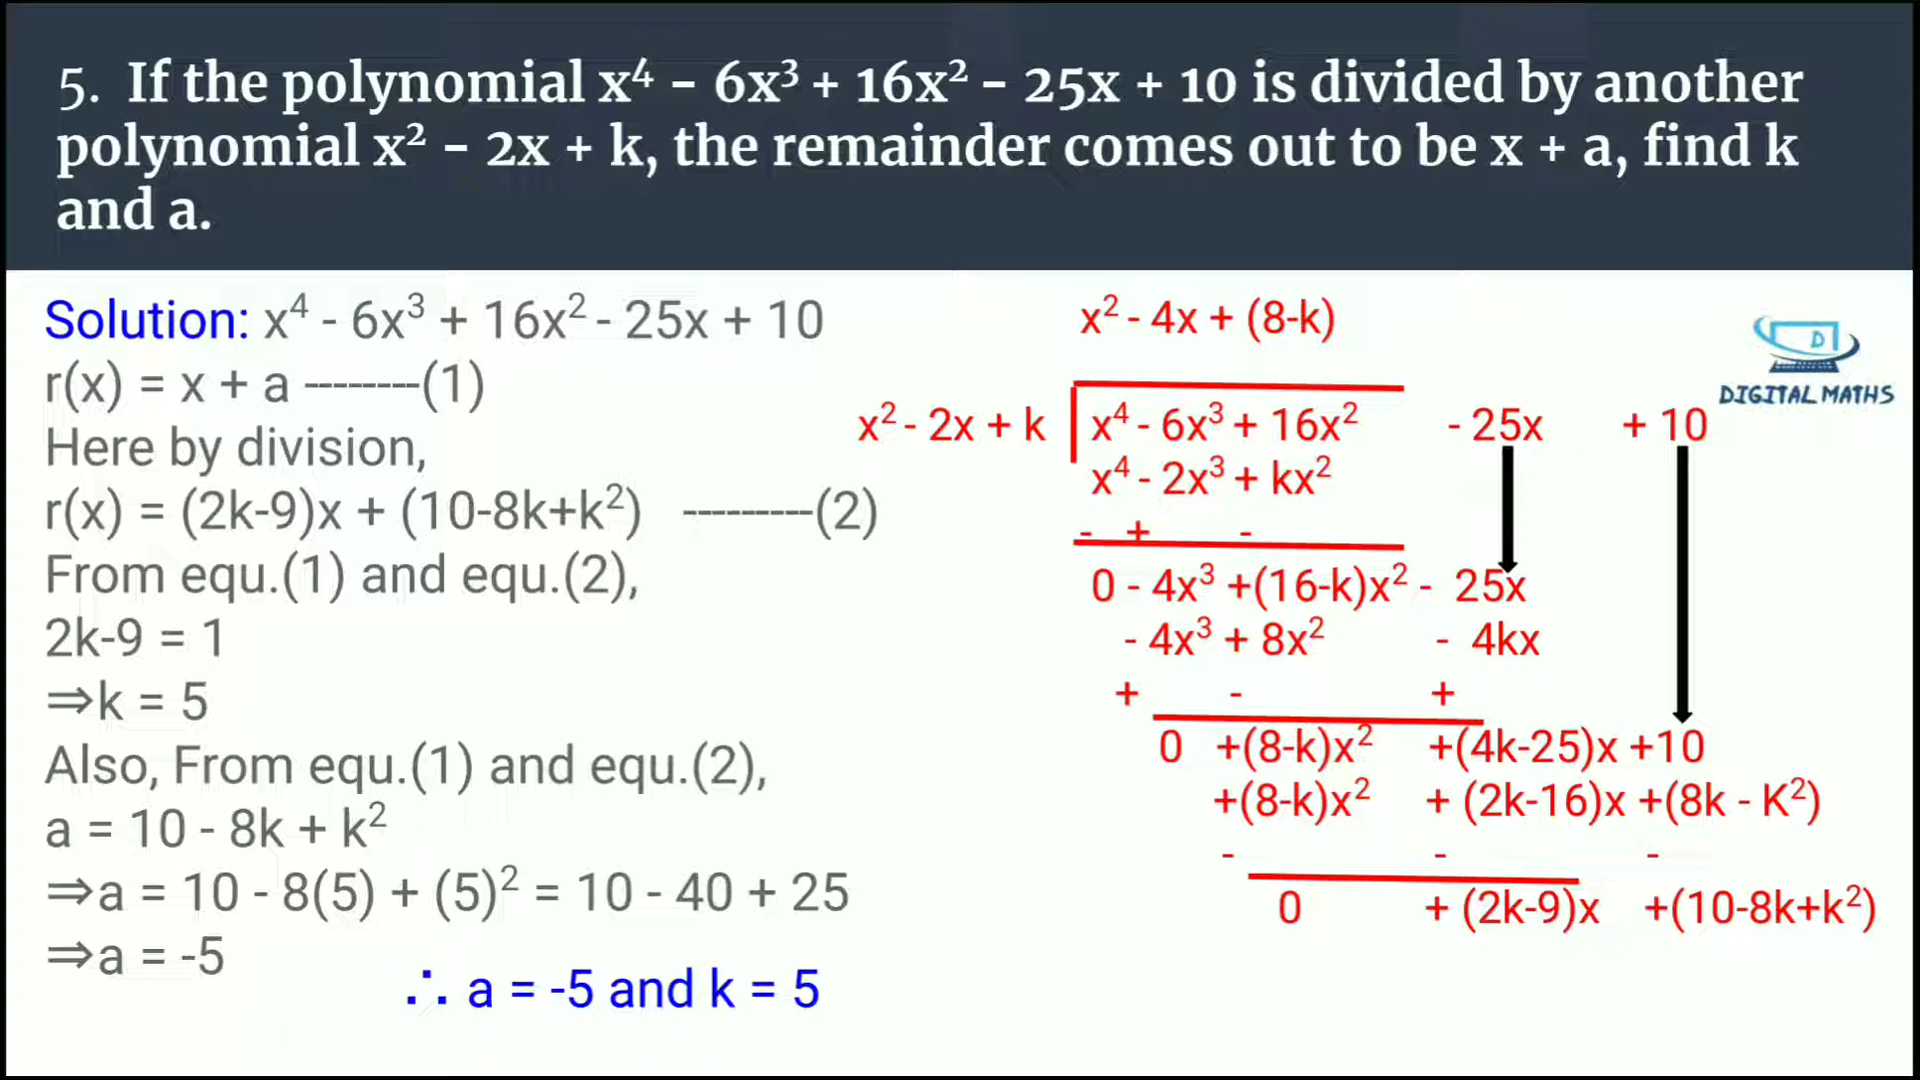 5. If the polynomial x⁴ - 6x³ + 16x² - 25x + 10 is divided by another
polynomial x² - 2x + k, the remainder comes out to be x + a, find k
and a.
Solution: x⁴ - 6x³ + 16x² - 25x + 10
r(x) = x + a --------(1)
Here by division,
r(x) = (2k-9)x + (10-8k+k²) ---------(2)
From equ.(1) and equ.(2),
2k-9 = 1
⇒k = 5
Also, From equ.(1) and equ.(2),
a = 10 - 8k + k²
⇒a = 10 - 8(5) + (5)² = 10 - 40 + 25
⇒a = -5
∴ a = -5 and k = 5
x² - 4x + (8-k)
x² - 2x + k x⁴ - 6x³ + 16x² - 25x + 10
x⁴ - 2x³ + kx²
- + -
0 - 4x³ +(16-k)x² - 25x
- 4x³ + 8x² - 4kx
+ - +
0 +(8-k)x² +(4k-25)x +10
+(8-k)x² + (2k-16)x +(8k - K²)
- - -
0 + (2k-9)x +(10-8k+k²)
D
DIGITAL MATHS